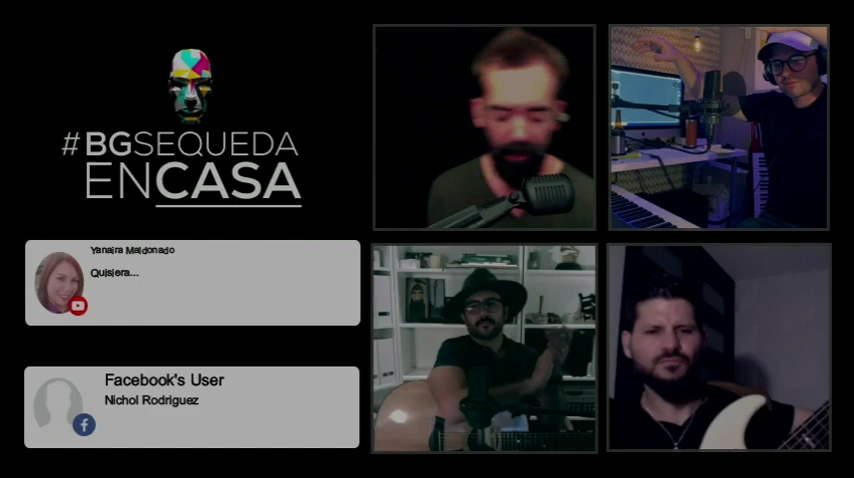 #BGSEQUEDA
ENCASA
Yanaira Maldonado
Quisiera...
Facebook's User
Nichol Rodriguez